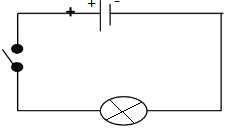 + + -